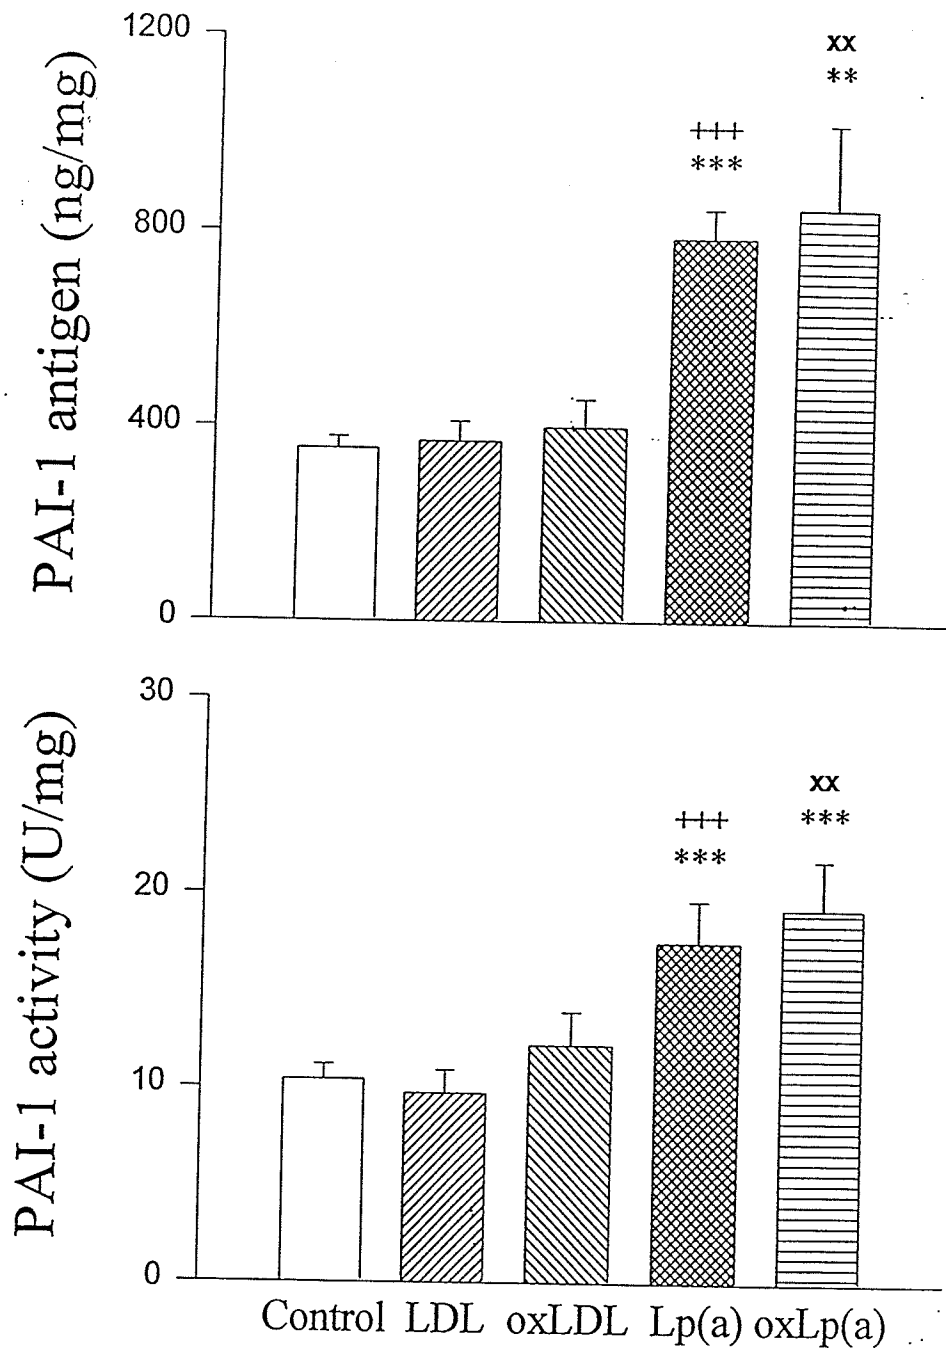 1200
800
400
0
PAI-1 antigen (ng/mg)
+++
***
xx
**
30
20
10
0
PAI-1 activity (U/mg)
+++
***
xx
***
Control LDL oxLDL Lp(a) oxLp(a)